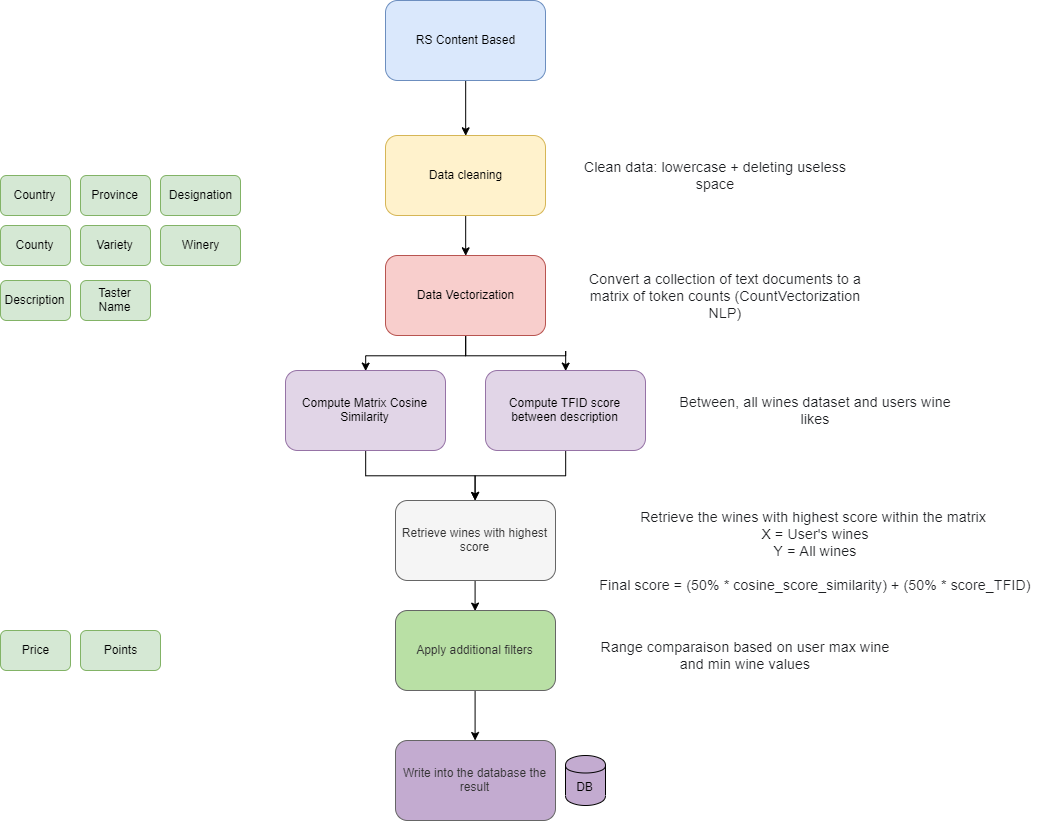 RS Content Based
Data cleaning
Clean data: lowercase + deleting useless
space
Country
Province
Designation
County
Variety
Winery
Description
Taster
Name
Data Vectorization
Convert a collection of text documents to a
matrix of token counts (CountVectorization
NLP)
Compute Matrix Cosine
Similarity
Compute TFID score
between description
Between, all wines dataset and users wine
likes
Retrieve wines with highest
score
Retrieve the wines with highest score within the matrix
X = User's wines
Y = All wines
Final score = (50% * cosine_score_similarity) + (50% * score_TFID)
Price
Points
Apply additional filters
Range comparaison based on user max wine
and min wine values
Write into the database the
result
DB